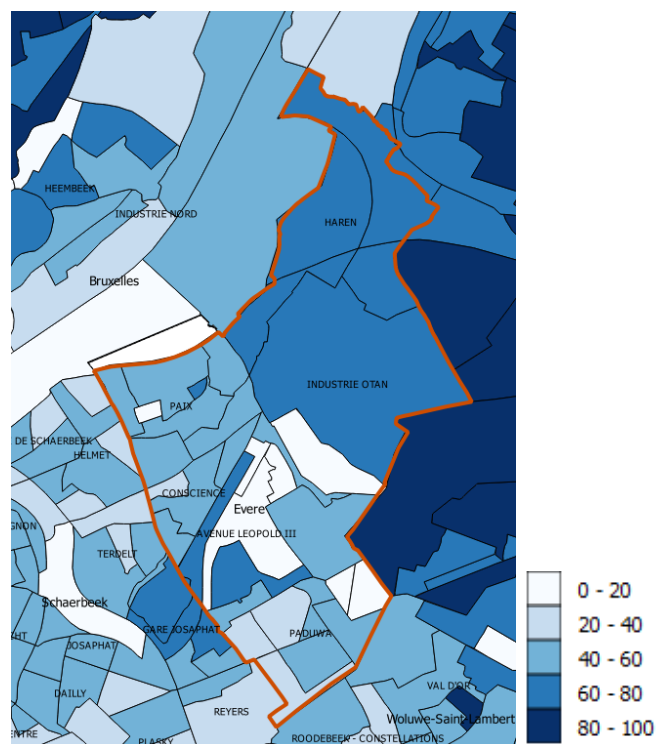 HEEMBEEK
INDUSTRIE NORD
HAREN
Bruxelles
INDUSTRIE OTAN
PAIX
DE SCHAERBEEK
HELMET
CONSCIENCE
Evere
GNON
AVENUE LEOPOLD III
TERDELT
0 - 20
Schaerbeek
20 - 40
GARE JOSAPHAT
HT
JOSAPHAT
PADUWA
40 - 60
60 - 80
DAILLY
VAL D'OR
REYERS
Woluwe-Saint-Lambert
80 - 100
ENTRE
PLASKY
ROODEBEEK - CONSTELLATIONS